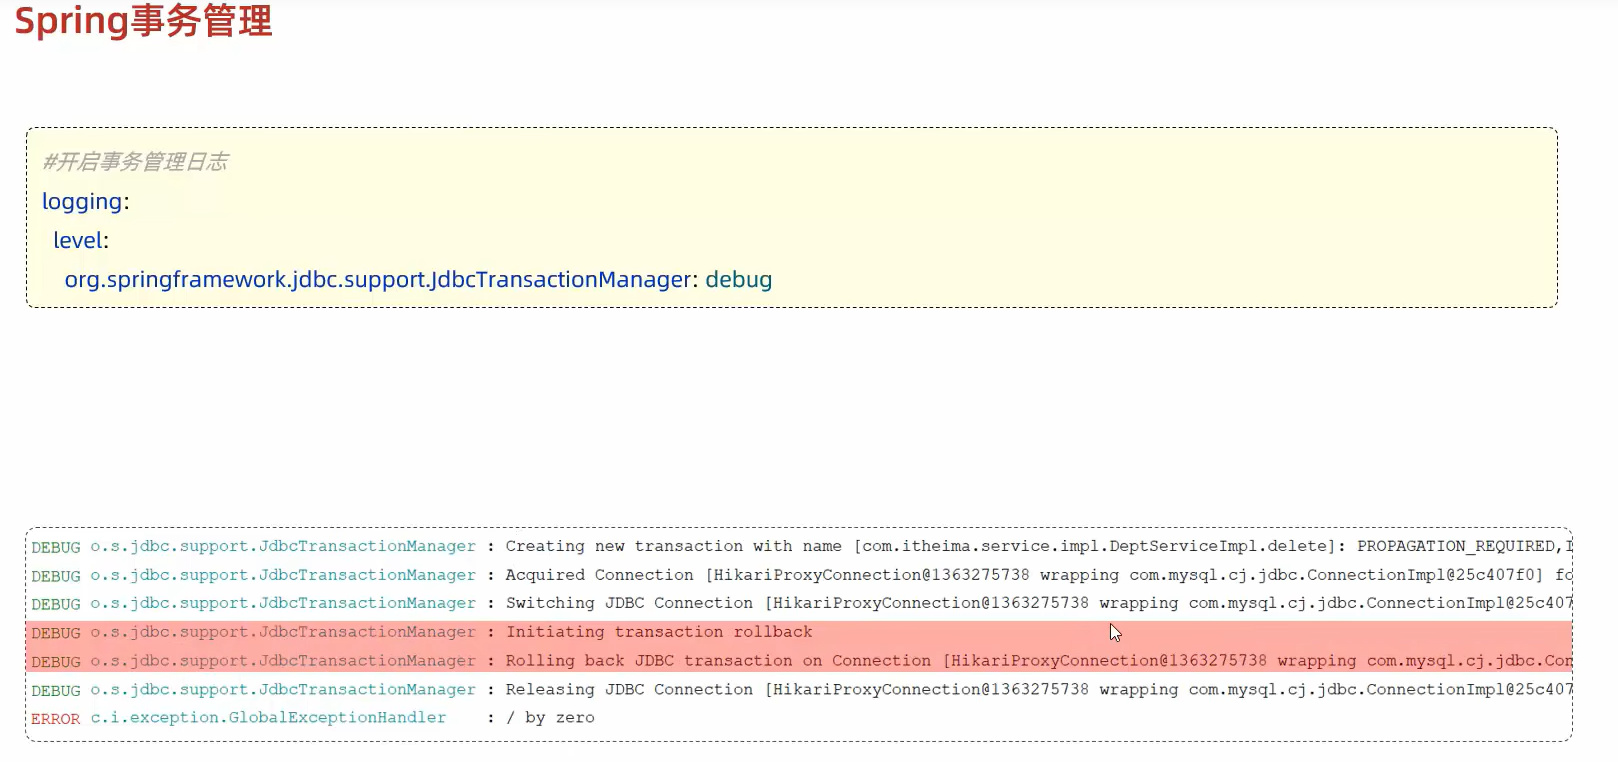 Spring事务管理
#开启事务管理日志
logging:
level:
org.springframework.jdbc.support.JdbcTransactionManager: debug
DEBUG o.s.jdbc.support.JdbcTransactionManager : Creating new transaction with name [com.itheima.service.impl.DeptServiceImpl.delete]: PROPAGATION_REQUIRED,I
DEBUG o.s.jdbc.support.JdbcTransactionManager : Acquired Connection [HikariProxyConnection@1363275738 wrapping com.mysql.cj.jdbc.ConnectionImpl@25c407f0] fo
DEBUG o.s.jdbc.support.JdbcTransactionManager : Switching JDBC Connection [HikariProxyConnection@1363275738 wrapping com.mysql.cj.jdbc.ConnectionImpl@25c407
DEBUG o.s.jdbc.support.JdbcTransactionManager : Initiating transaction rollback
DEBUG o.s.jdbc.support.JdbcTransactionManager : Rolling back JDBC transaction on Connection [HikariProxyConnection@1363275738 wrapping com.mysql.cj.jdbc.Con
DEBUG o.s.jdbc.support.JdbcTransactionManager : Releasing JDBC Connection [HikariProxyConnection@1363275738 wrapping com.mysql.cj.jdbc.ConnectionImpl@25c407
ERROR c.i.exception.GlobalExceptionHandler : / by zero